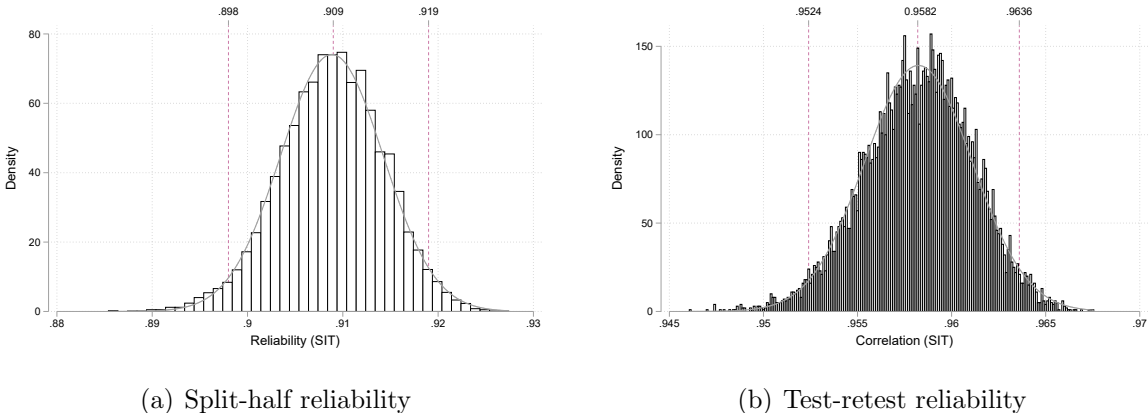 .898 .909 .919
80
60
40
20
0
Density
.88 .89 .9 .91 .92 .93
Reliability (SIT)
(a) Split-half reliability
.9524 0.9582 .9636
150
100
50
0
Density
.945 .95 .955 .96 .965 .97
Correlation (SIT)
(b) Test-retest reliability